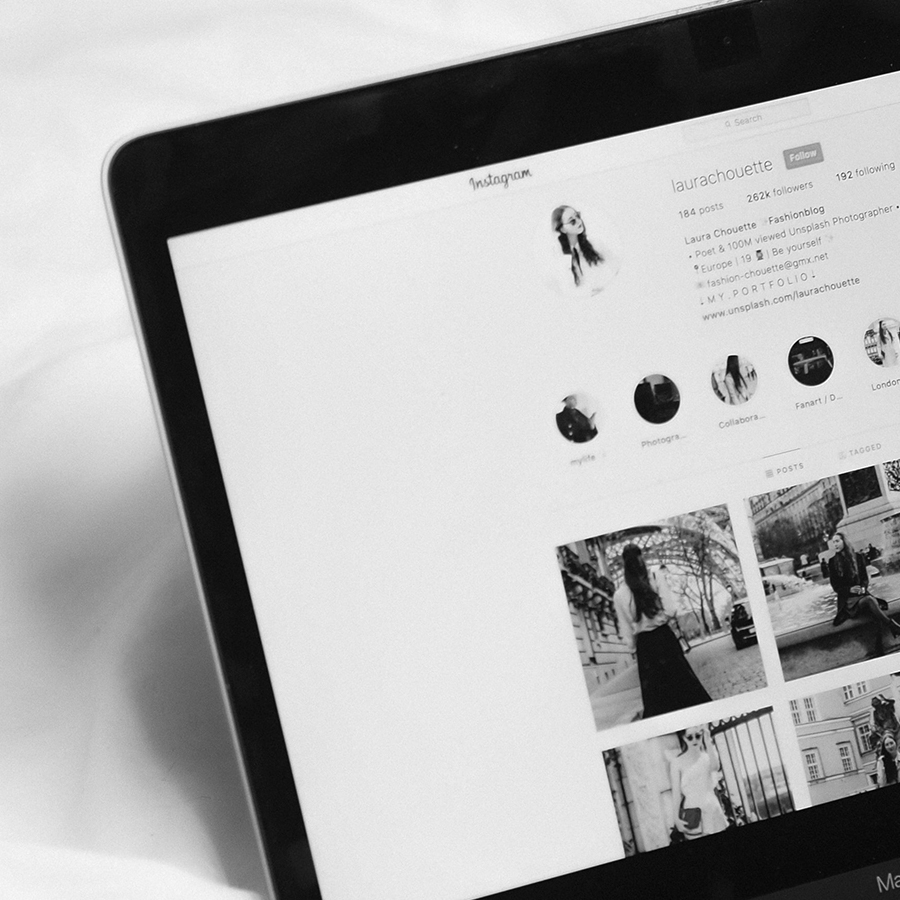 Search
Instagram
laurachouette Follow
184 posts 262k followers 192 following
Laura Chouette Fashionblog
• Poet & 100M viewed Unsplash Photographer •
Europe | 19 | Be yourself
fashion-chouette@gmx.net
↓ M Y . P O R T F O L I O ↓
www.unsplash.com/laurachouette
mylife
Photogra...
Collabora...
Fanart / D...
London
POSTS
TAGGED
Ma